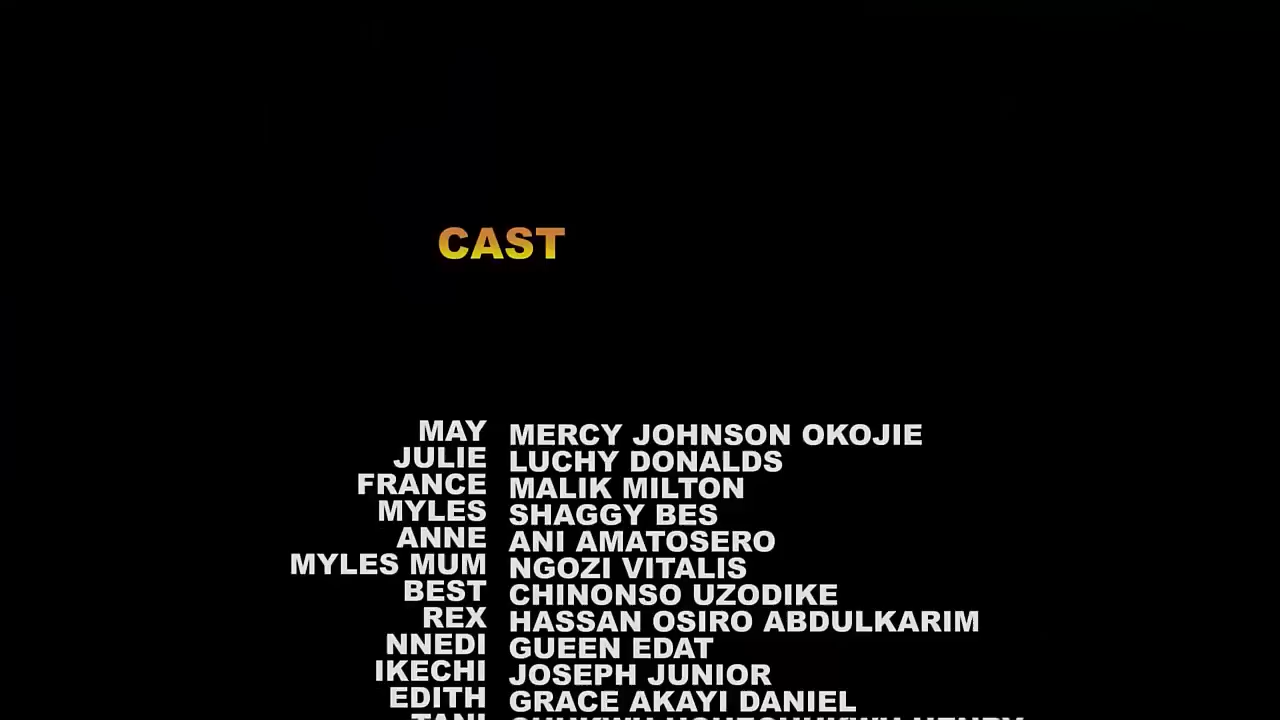 CAST
MAY MERCY JOHNSON OKOJIE
JULIE LUCHY DONALDS
FRANCE MALIK MILTON
MYLES SHAGGY BES
ANNE ANI AMATOSERO
MYLES MUM NGOZI VITALIS
BEST CHINONSO UZODIKE
REX HASSAN OSIRO ABDULKARIM
NNEDI GUEEN EDAT
IKECHI JOSEPH JUNIOR
EDITH GRACE AKAYI DANIEL